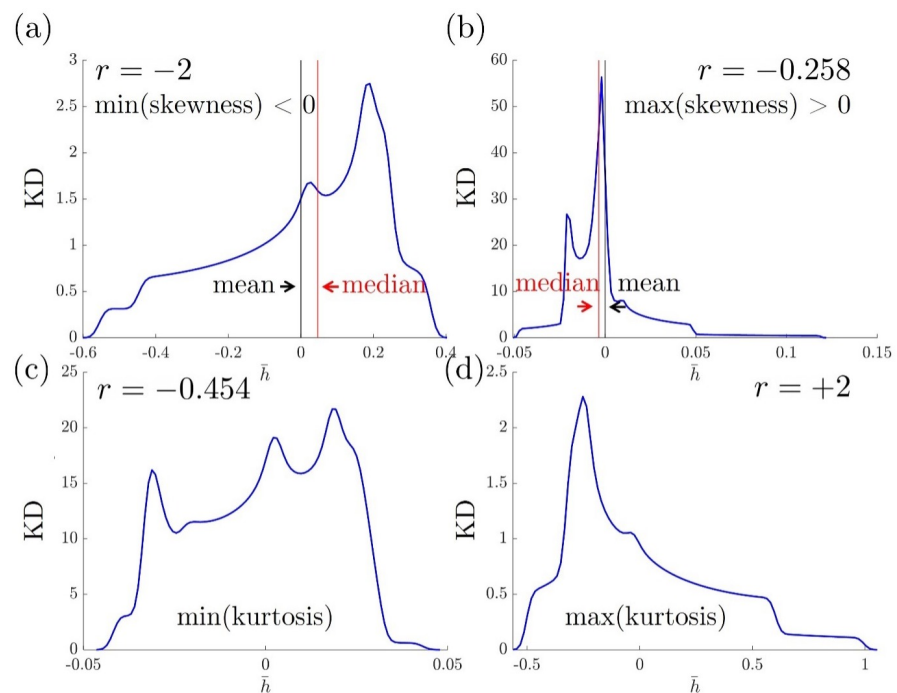 (a)
r = −2
min(skewness) < 0
mean
median
KD
3
2.5
2
1.5
1
0.5
0
-0.6
-0.4
-0.2
0
0.2
0.4
h̄
(b)
r = −0.258
max(skewness) > 0
median
mean
KD
60
50
40
30
20
10
0
-0.05
0
0.05
0.1
0.15
h̄
(c)
r = −0.454
min(kurtosis)
KD
25
20
15
10
5
0
-0.05
0
0.05
h̄
(d)
r = +2
max(kurtosis)
KD
2.5
2
1.5
1
0.5
0
-0.5
0
0.5
1
h̄